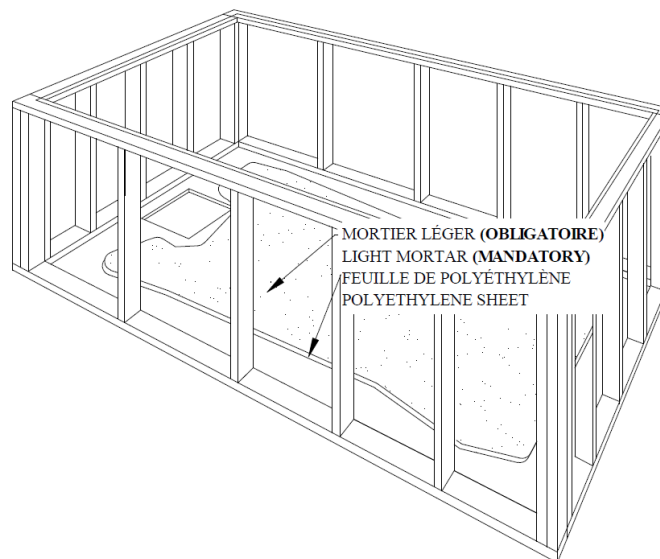 MORTIER LÉGER (OBLIGATOIRE)
LIGHT MORTAR (MANDATORY)
FEUILLE DE POLYÉTHYLÈNE
POLYETHYLENE SHEET